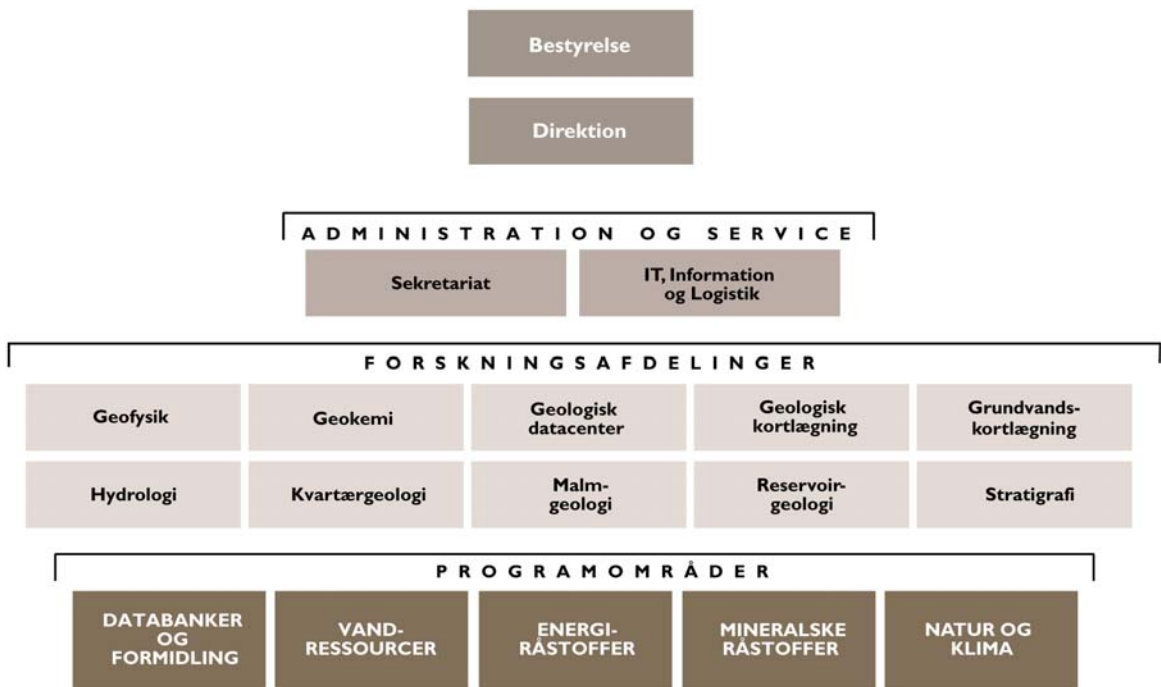 Bestyrelse
Direktion
ADMINISTRATION OG SERVICE
Sekretariat
IT, Information
og Logistik
FORSKNINGSAFDELINGER
Geofysik
Geokemi
Geologisk
datacenter
Geologisk
kortlægning
Grundvands-
kortlægning
Hydrologi
Kvartærgeologi
Malm-
geologi
Reservoir-
geologi
Stratigrafi
PROGRAMOMRÅDER
DATABANKER
OG
FORMIDLING
VAND-
RESSOURCER
ENERGI-
RÅSTOFFER
MINERALSKE
RÅSTOFFER
NATUR OG
KLIMA